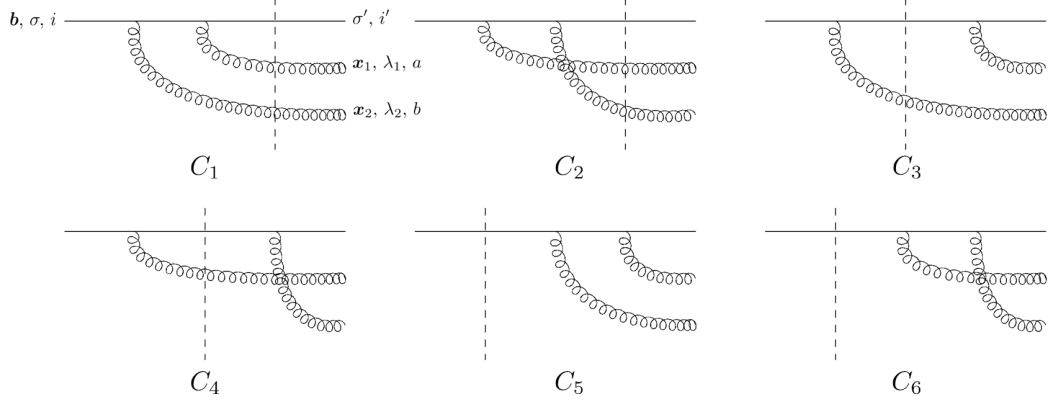 b, σ, i
σ′, i′
x₁, λ₁, a
x₂, λ₂, b
C₁
C₂
C₃
C₄
C₅
C₆